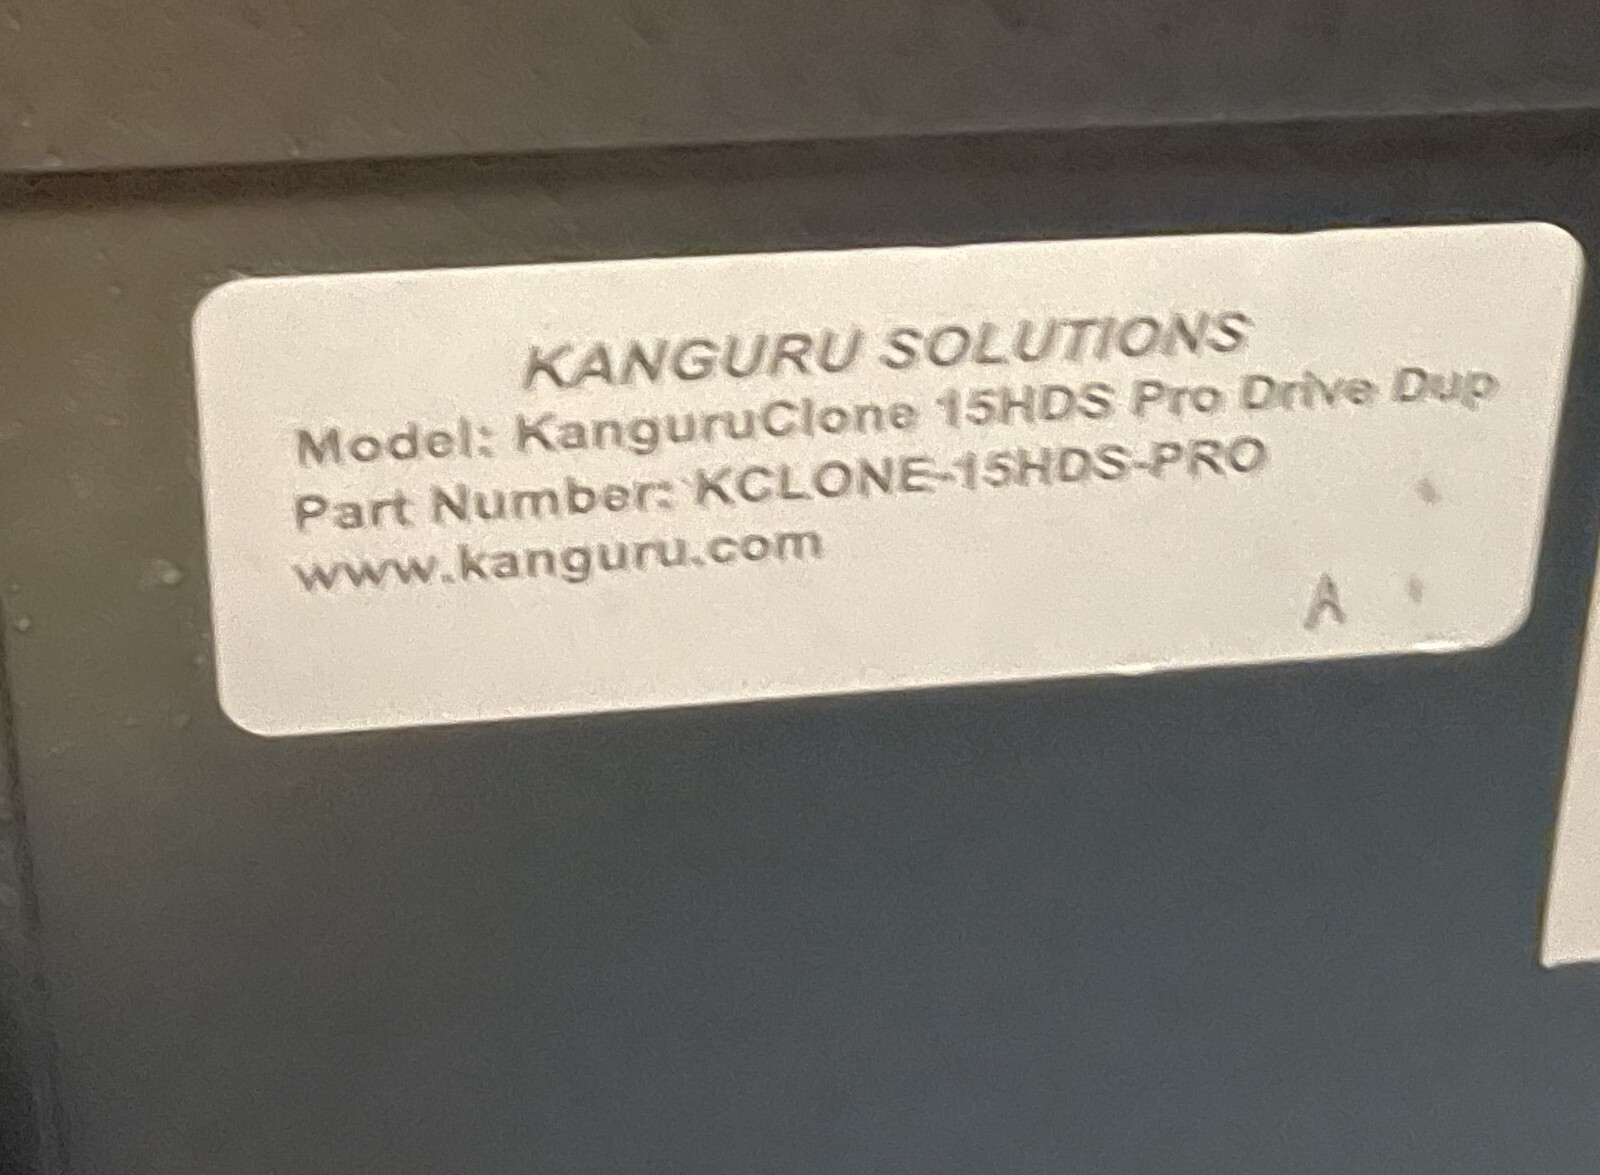 KANGURU SOLUTIONS
Model: KanguruClone 15HDS Pro Drive Dup
Part Number: KCLONE-15HDS-PRO
www.kanguru.com
A